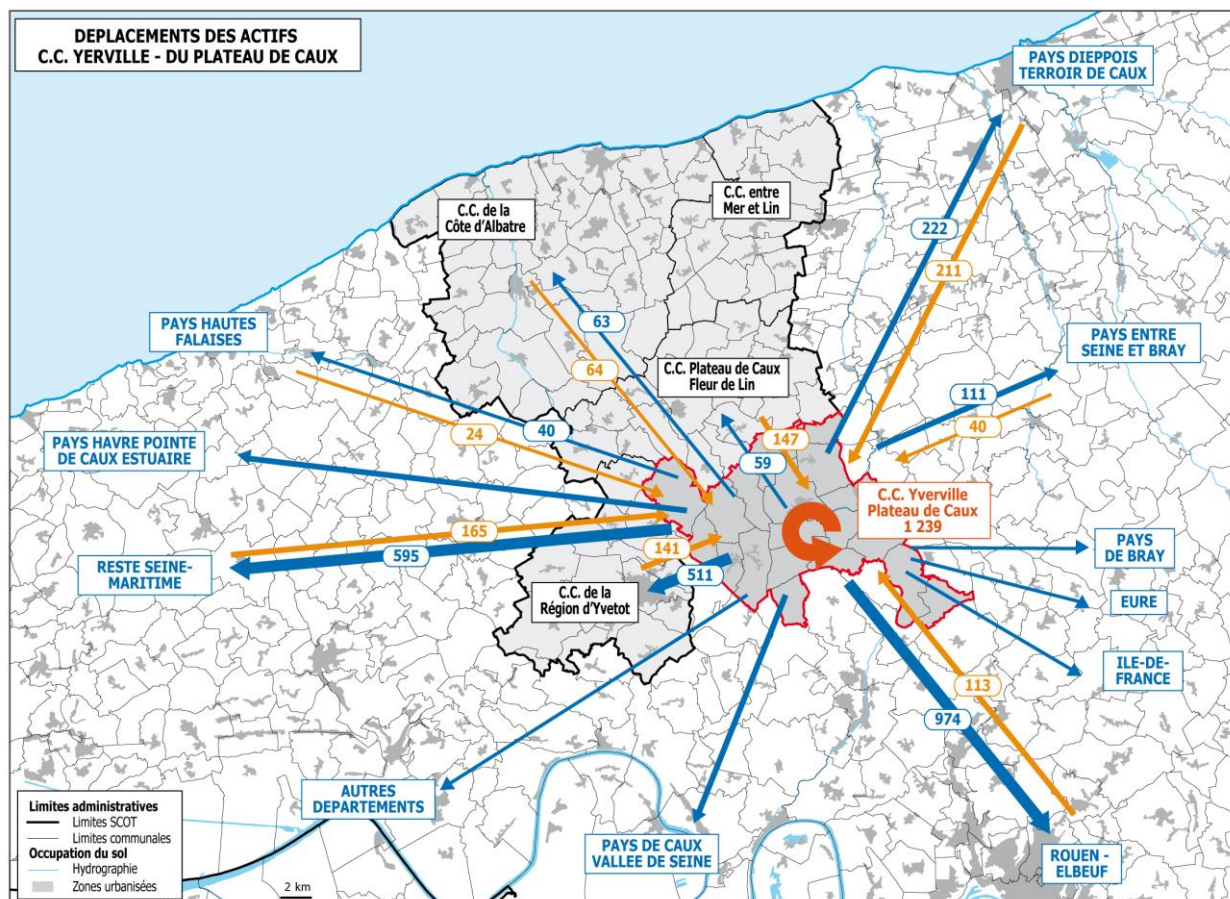 DEPLACEMENTS DES ACTIFS
C.C. YERVILLE - DU PLATEAU DE CAUX
PAYS DIEPPOIS
TERROIR DE CAUX
C.C. entre
Mer et Lin
C.C. de la
Côte d'Albatre
222
211
PAYS HAUTES
FALAISES
63
PAYS ENTRE
SEINE ET BRAY
64
C.C. Plateau de Caux
Fleur de Lin
111
40
24
40
147
59
PAYS HAVRE POINTE
DE CAUX ESTUAIRE
C.C. Yverville
Plateau de Caux
1 239
165
595
141
511
RESTE SEINE-
MARITIME
PAYS
DE BRAY
C.C. de la
Région d'Yvetot
EURE
ILE-DE-
FRANCE
113
974
AUTRES
DEPARTEMENTS
PAYS DE CAUX
VALLEE DE SEINE
ROUEN -
ELBEUF
Limites administratives
Limites SCOT
Limites communales
Occupation du sol
Hydrographie
Zones urbanisées
2 km